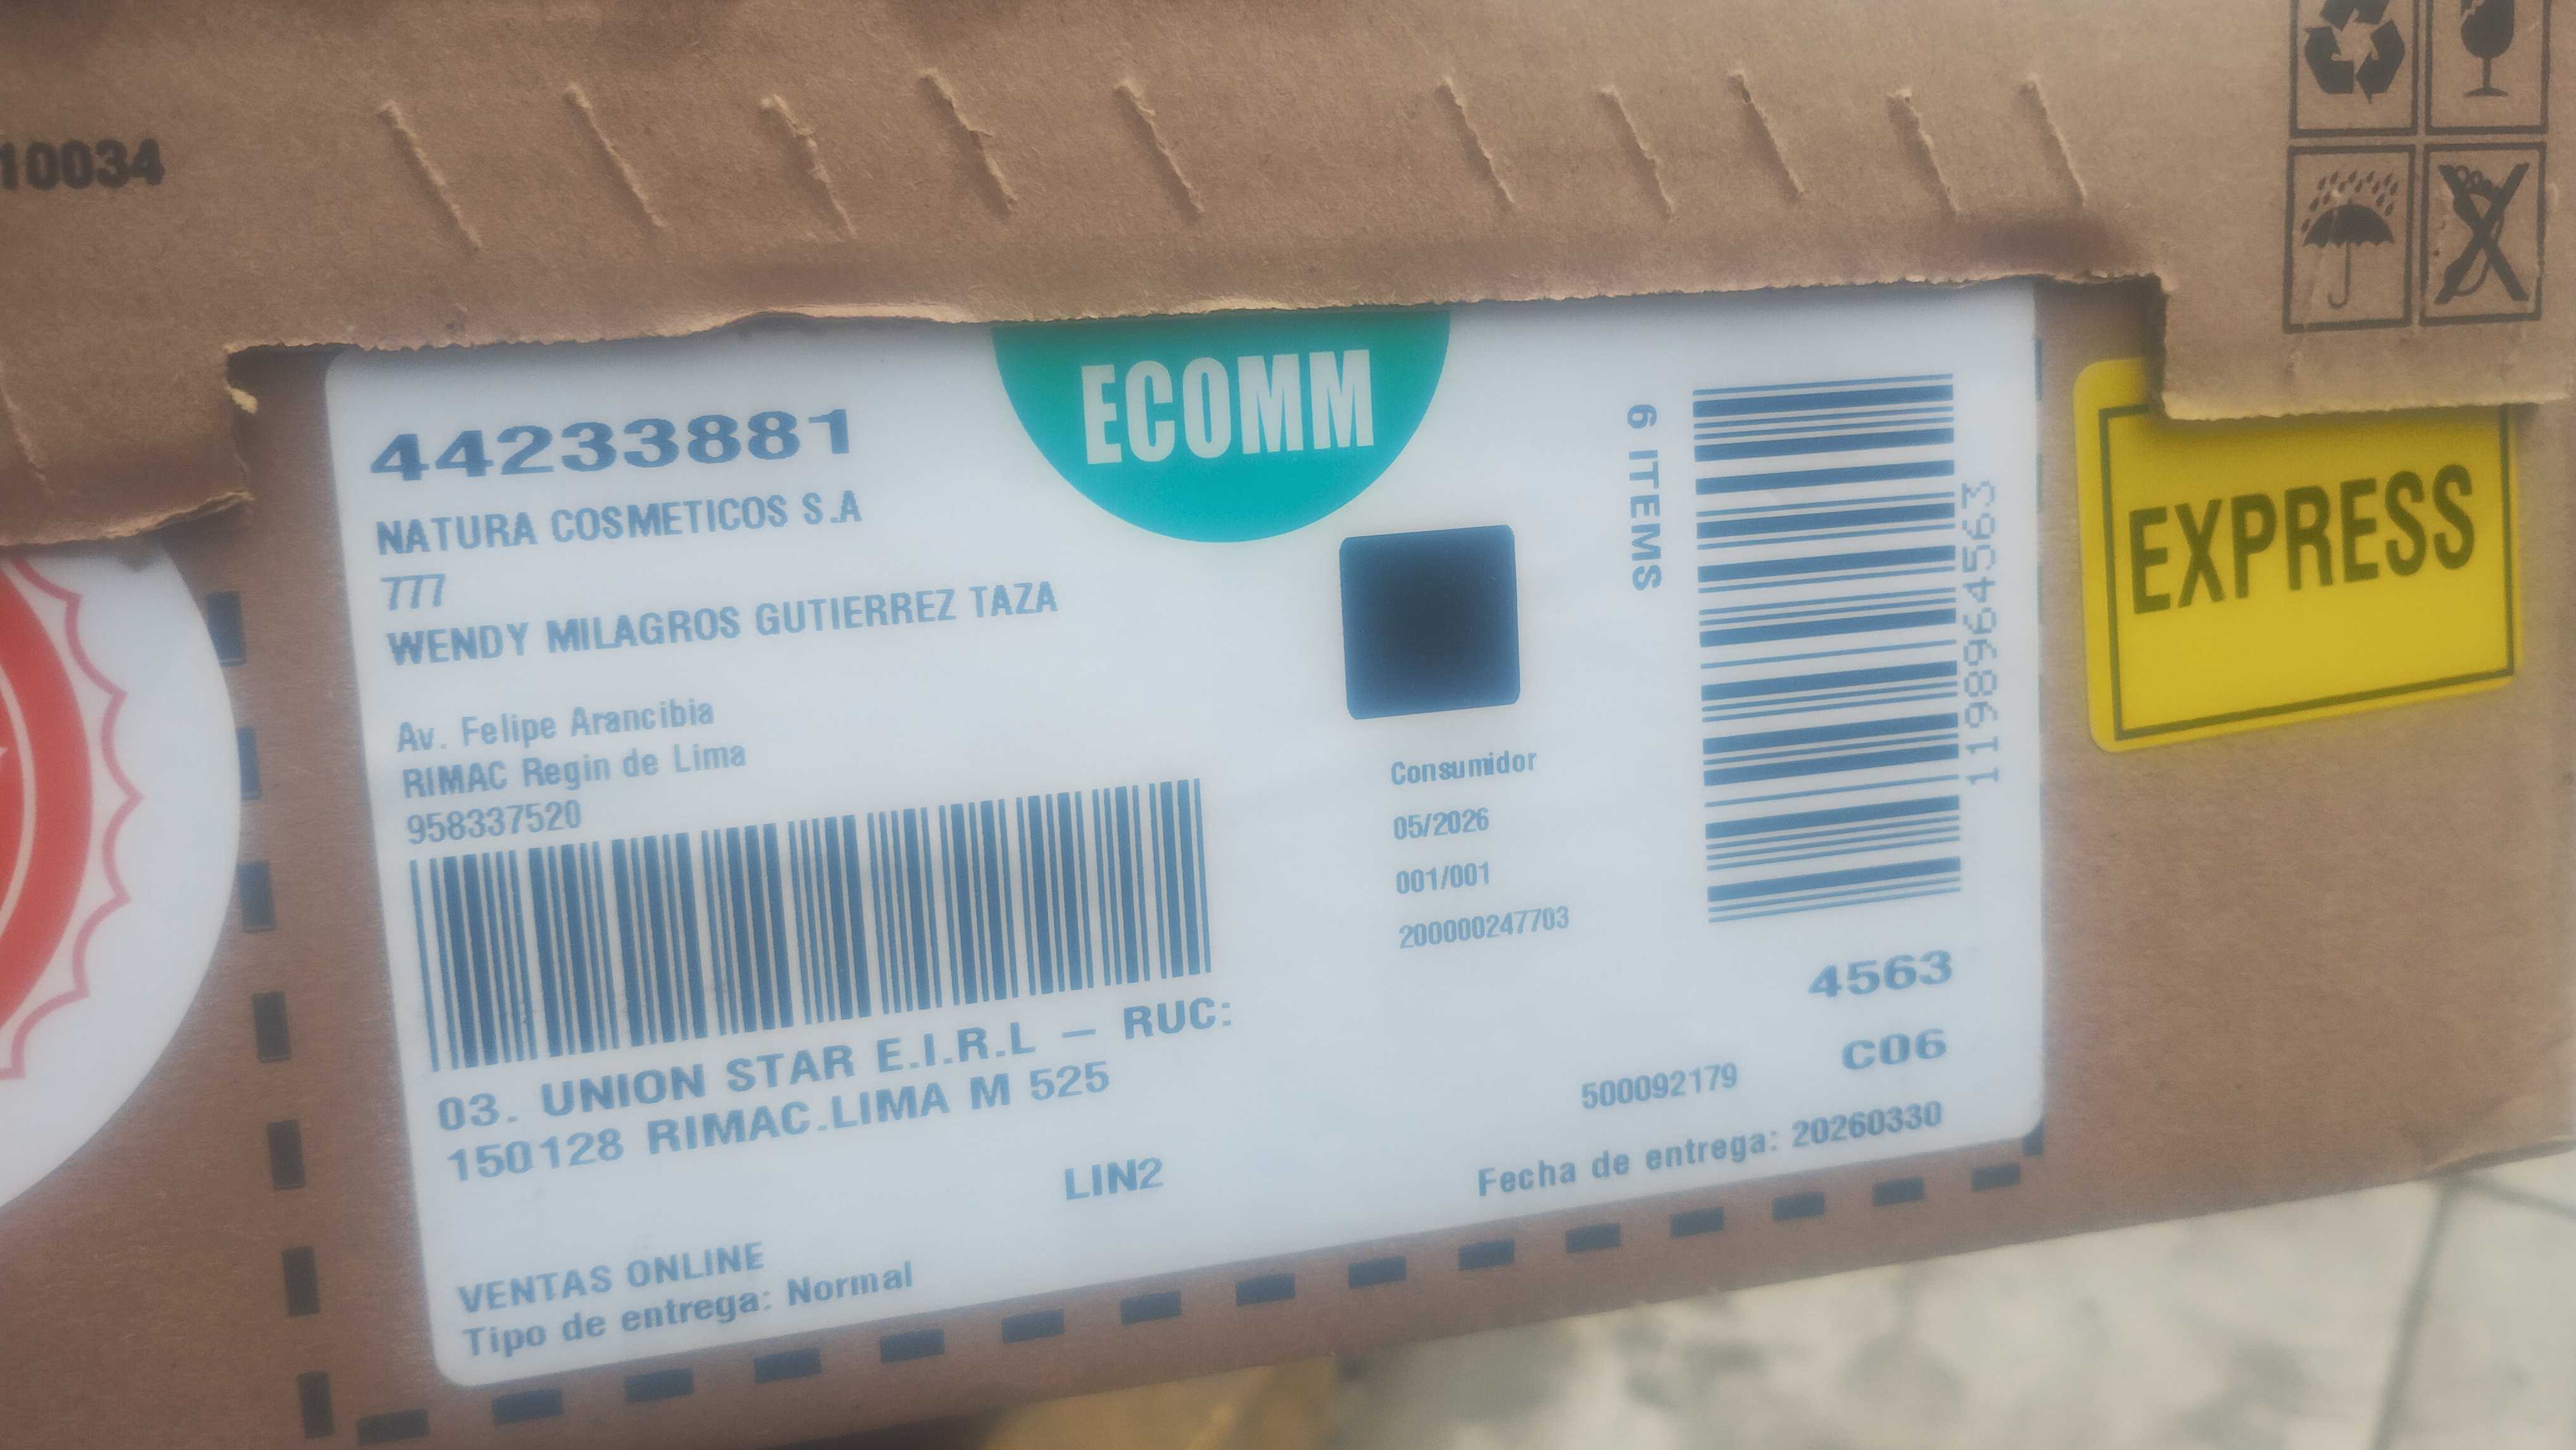 10034
ECOMM
44233881
NATURA COSMETICOS S.A
777
WENDY MILAGROS GUTIERREZ TAZA
Av. Felipe Arancibia
RIMAC Regin de Lima
958337520
03. UNION STAR E.I.R.L – RUC:
150128 RIMAC.LIMA M 525
LIN2
VENTAS ONLINE
Tipo de entrega: Normal
6 ITEMS
1198964563
Consumidor
05/2026
001/001
200000247703
4563
C06
500092179
Fecha de entrega: 20260330
EXPRESS